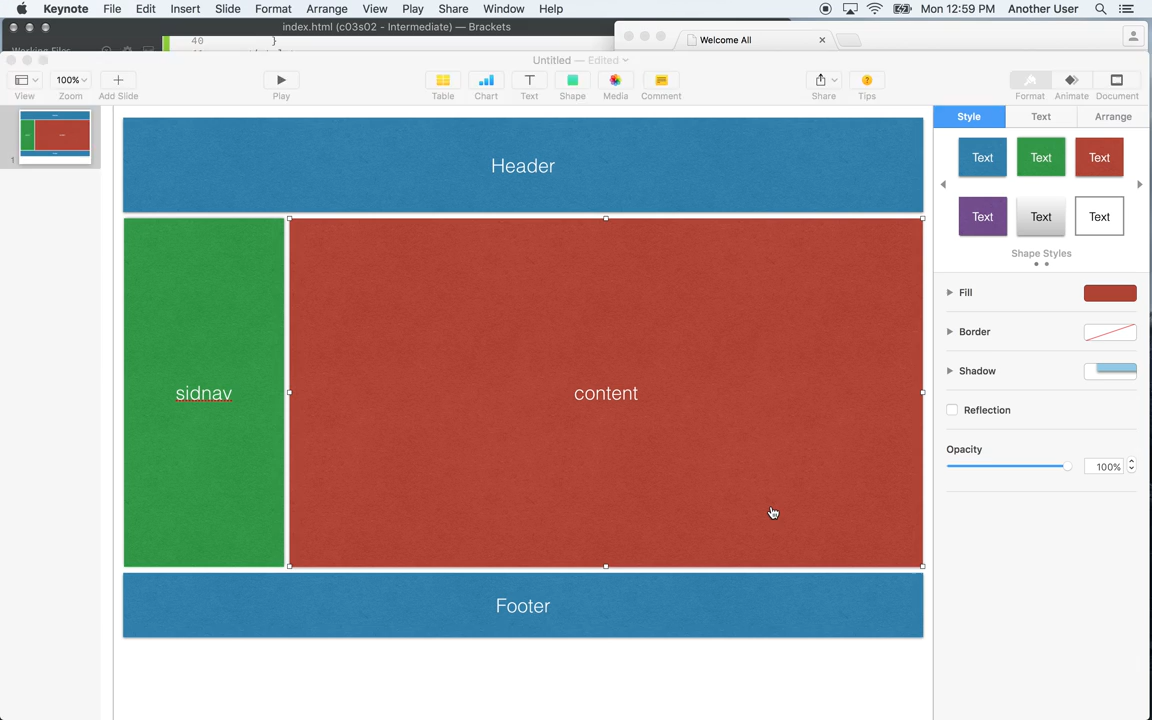 Keynote File Edit Insert Slide Format Arrange View Play Share Window Help Mon 12:59 PM Another User
index.html (c03s02 - Intermediate) — Brackets
Working Files
40 }
Welcome All
Untitled — Edited
100%
View Zoom Add Slide Play Table Chart Text Shape Media Comment Share Tips Format Animate Document
Style Text Arrange
1
Header
Text Text Text
Text Text Text
Shape Styles
Fill
Border
Shadow
Reflection
Opacity
100%
sidnav
content
Footer